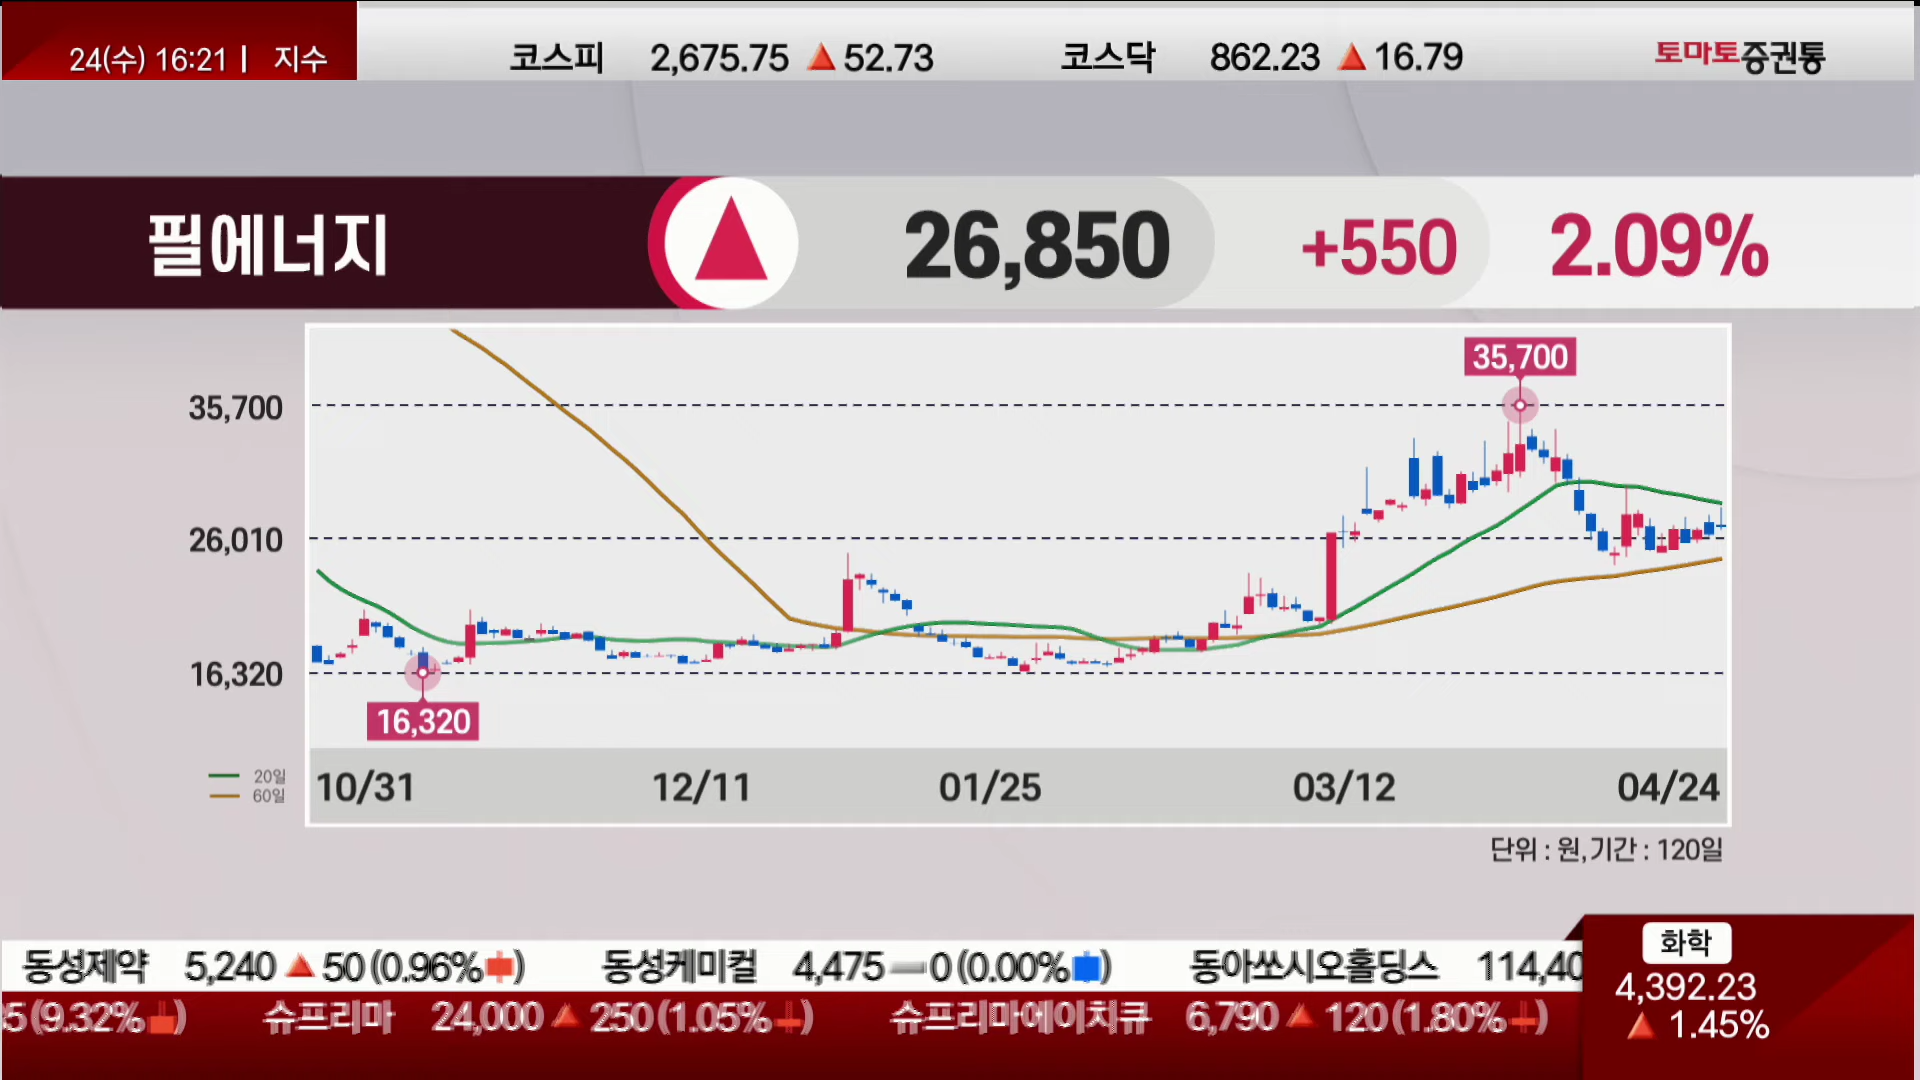 24(수) 16:21 | 지수 코스피 2,675.75 ▲ 52.73 코스닥 862.23 ▲ 16.79 토마토증권통
필에너지 ▲ 26,850 +550 2.09%
35,700
35,700
26,010
16,320
16,320
20일
60일
10/31 12/11 01/25 03/12 04/24
단위 : 원, 기간 : 120일
동성제약 5,240 ▲ 50 (0.96%) 동성케미컬 4,475 0 (0.00%) 동아쏘시오홀딩스 114,40
5 (9.32%) 슈프리마 24,000 ▲ 250 (1.05%) 슈프리마에이치큐 6,790 ▲ 120 (1.80%)
화학
4,392.23
▲ 1.45%